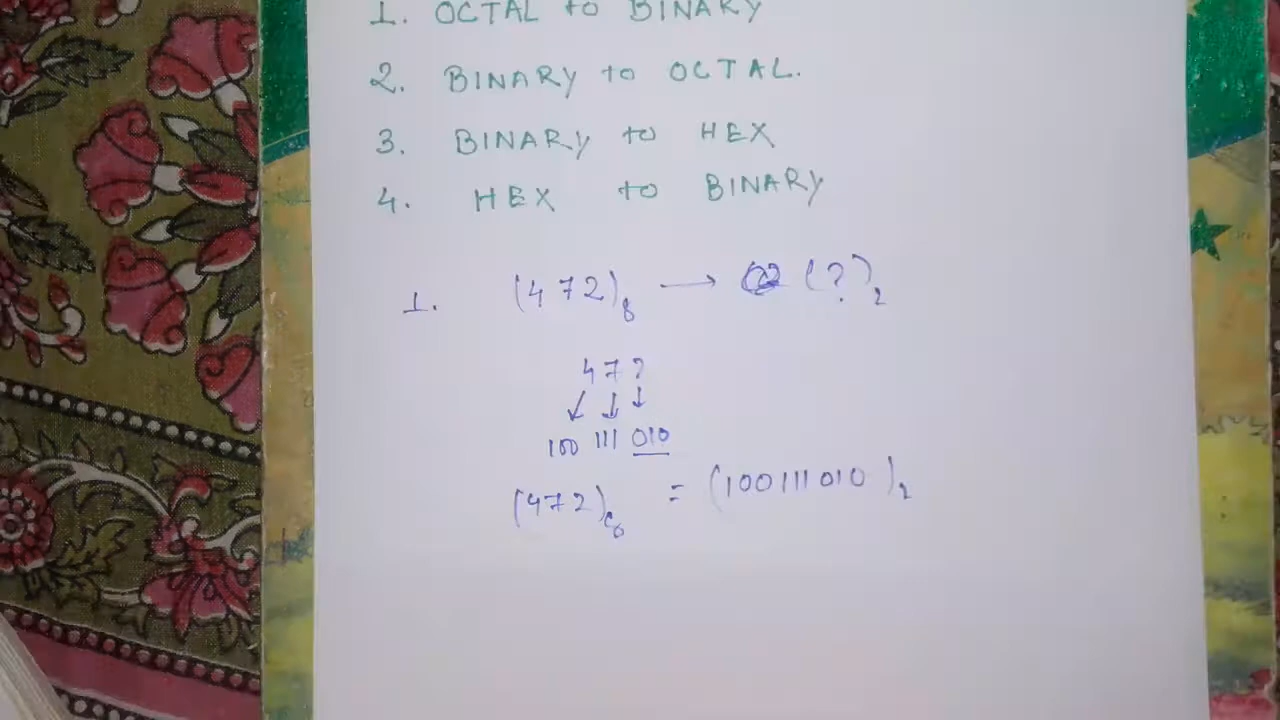 1. OCTAL to BINARY
2. BINARY to OCTAL.
3. BINARY to HEX
4. HEX to BINARY
1. (472)8 → (?)2
472
↙ ↓ ↓
100 111 010
(472)8 = (100111010)2